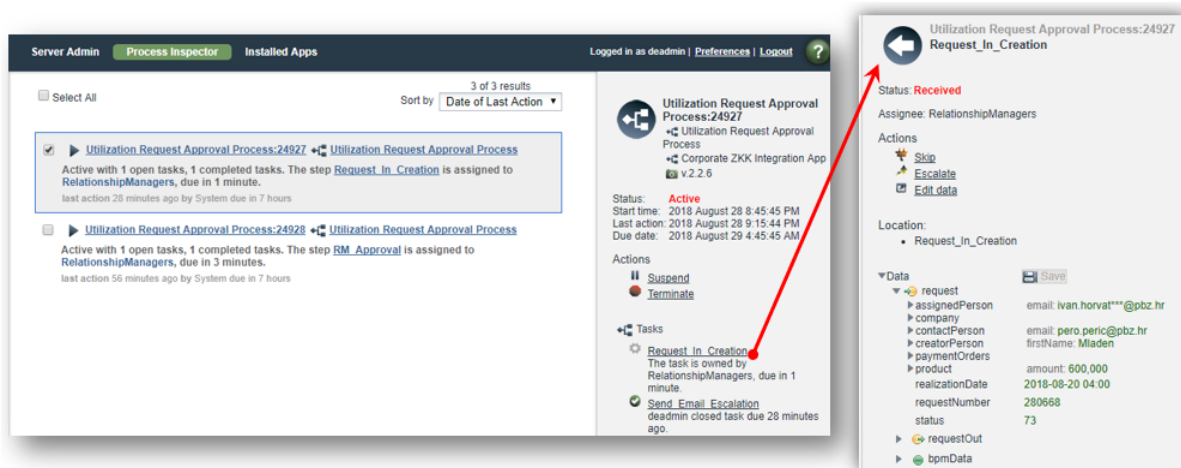 Server Admin
Process Inspector
Installed Apps
Logged in as deadmin | Preferences | Logout
?
Select All
3 of 3 results
Sort by Date of Last Action
Utilization Request Approval Process:24927 Utilization Request Approval Process
Active with 1 open tasks, 1 completed tasks. The step Request_In_Creation is assigned to
RelationshipManagers, due in 1 minute.
last action 28 minutes ago by System due in 7 hours
Utilization Request Approval Process:24928 Utilization Request Approval Process
Active with 1 open tasks, 1 completed tasks. The step RM_Approval is assigned to
RelationshipManagers, due in 3 minutes.
last action 56 minutes ago by System due in 7 hours
Utilization Request Approval
Process:24927
Utilization Request Approval
Process
Corporate ZKK Integration App
v.2.2.6
Status: Active
Start time: 2018 August 28 8:45:45 PM
Last action: 2018 August 28 9:15:44 PM
Due date: 2018 August 29 4:45:45 AM
Actions
Suspend
Terminate
Tasks
Request_In_Creation
The task is owned by
RelationshipManagers, due in 1
minute.
Send_Email_Escalation
deadmin closed task due 28 minutes
ago.
Utilization Request Approval Process:24927
Request_In_Creation
Status: Received
Assignee: RelationshipManagers
Actions
Skip
Escalate
Edit data
Location:
• Request_In_Creation
Data Save
request
assignedPerson email: ivan.horvat***@pbz.hr
company
contactPerson email: pero.peric@pbz.hr
creatorPerson firstName: Mladen
paymentOrders
product amount: 600,000
realizationDate 2018-08-20 04:00
requestNumber 280668
status 73
requestOut
bpmData